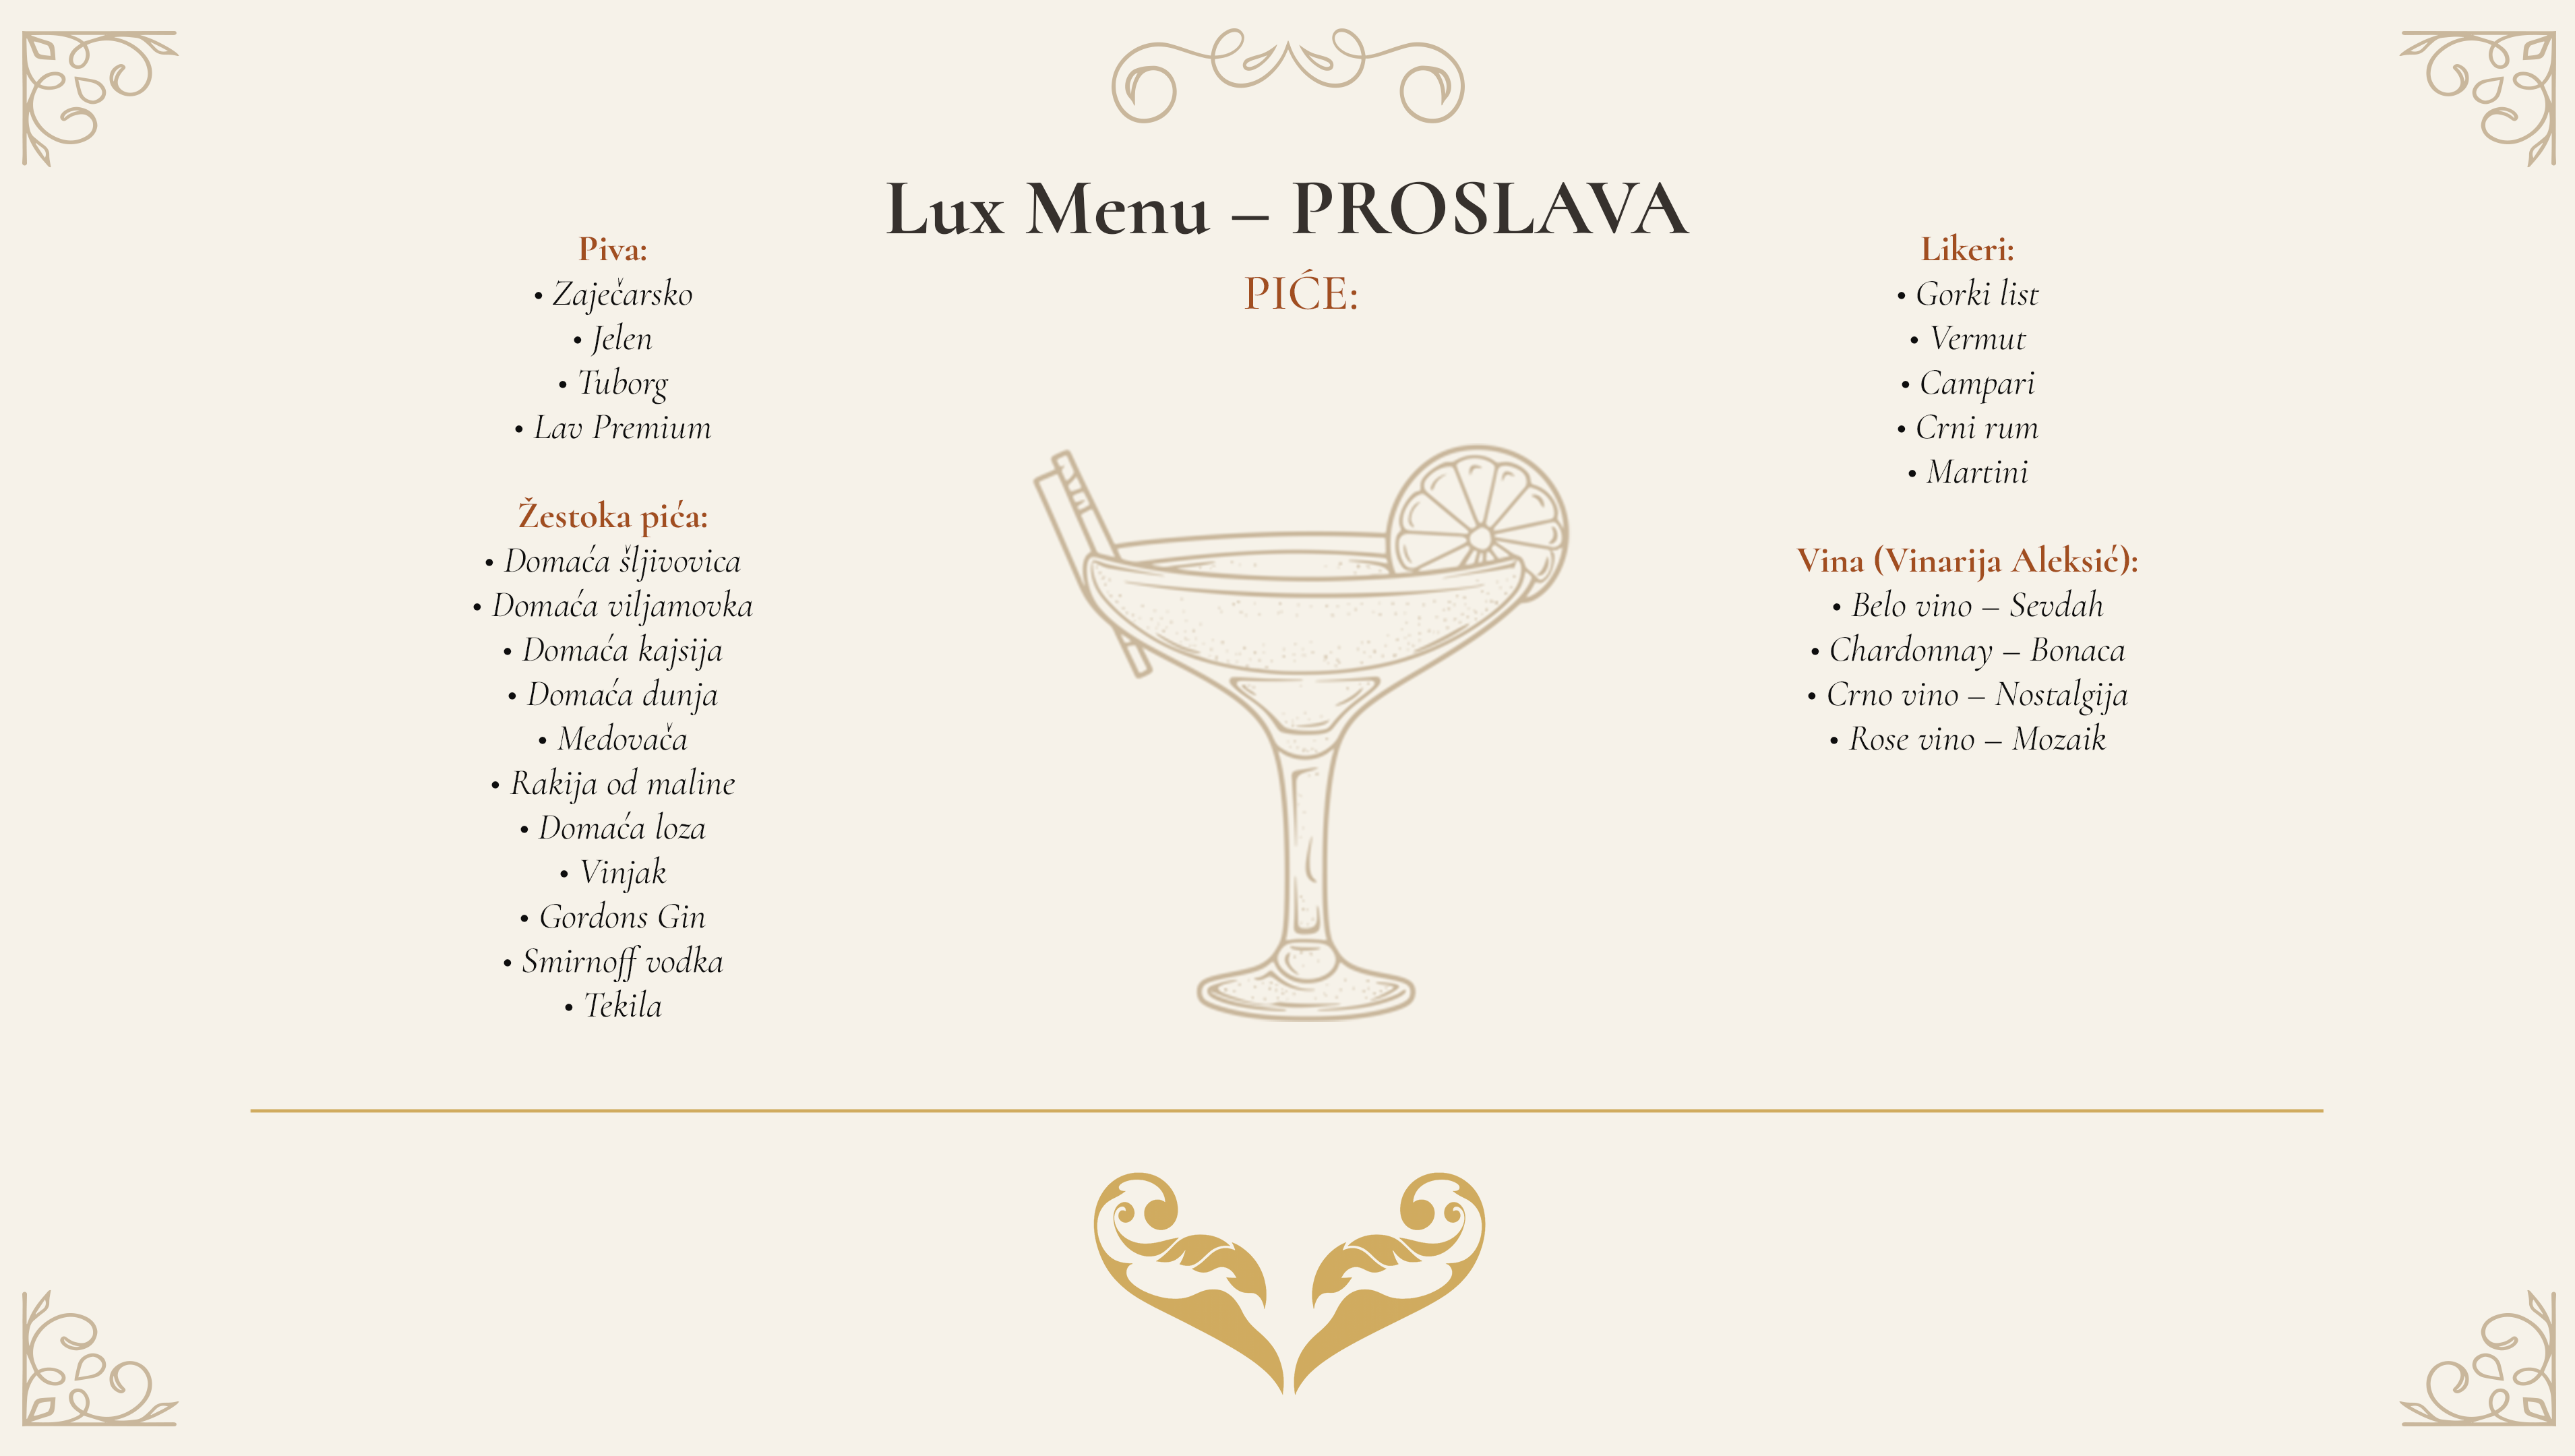 Lux Menu – PROSLAVA
PIĆE:
Piva:
• Zaječarsko
• Jelen
• Tuborg
• Lav Premium
Žestoka pića:
• Domaća šljivovica
• Domaća viljamovka
• Domaća kajsija
• Domaća dunja
• Medovača
• Rakija od maline
• Domaća loza
• Vinjak
• Gordons Gin
• Smirnoff vodka
• Tekila
Likeri:
• Gorki list
• Vermut
• Campari
• Crni rum
• Martini
Vina (Vinarija Aleksić):
• Belo vino – Sevdah
• Chardonnay – Bonaca
• Crno vino – Nostalgija
• Rose vino – Mozaik